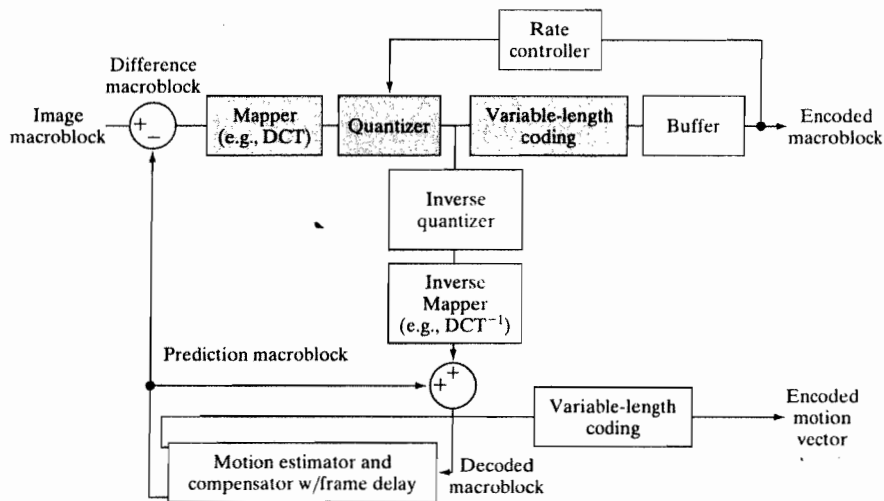 Rate
controller
Difference
macroblock
Image
macroblock
+
−
Mapper
(e.g., DCT)
Quantizer
Variable-length
coding
Buffer
Encoded
macroblock
Inverse
quantizer
Inverse
Mapper
(e.g., DCT⁻¹)
Prediction macroblock
+
+
Variable-length
coding
Encoded
motion
vector
Motion estimator and
compensator w/frame delay
Decoded
macroblock